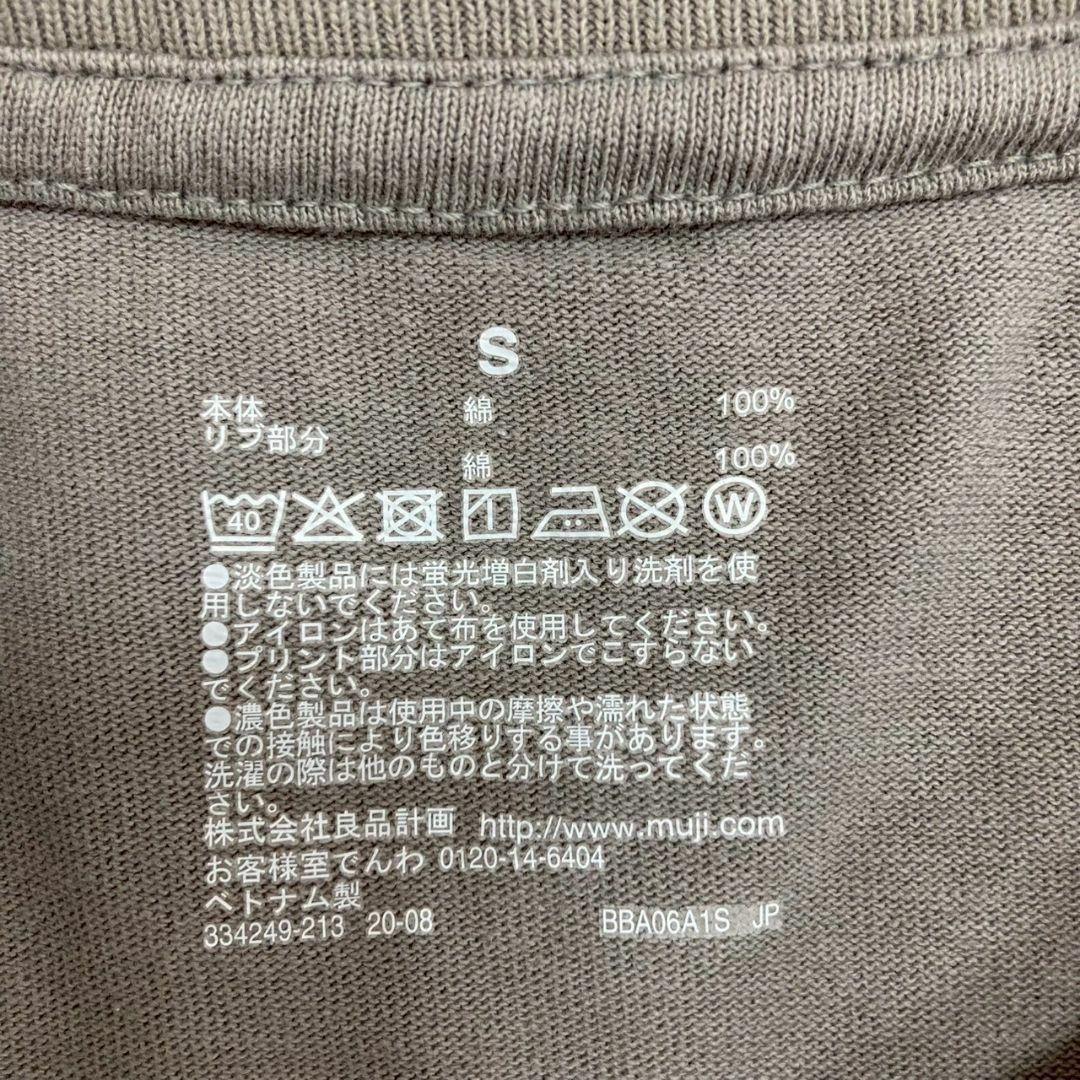 S
本体 綿 100%
リブ部分
綿 100%
40 1 W
●淡色製品には蛍光増白剤入り洗剤を使
用しないでください。
●アイロンはあて布を使用してください。
●プリント部分はアイロンでこすらない
でください。
●濃色製品は使用中の摩擦や濡れた状態
での接触により色移りする事があります。
洗濯の際は他のものと分けて洗ってくだ
さい。
株式会社良品計画 http://www.muji.com
お客様室でんわ 0120-14-6404
ベトナム製
334249-213 20-08 BBA06A1S JP